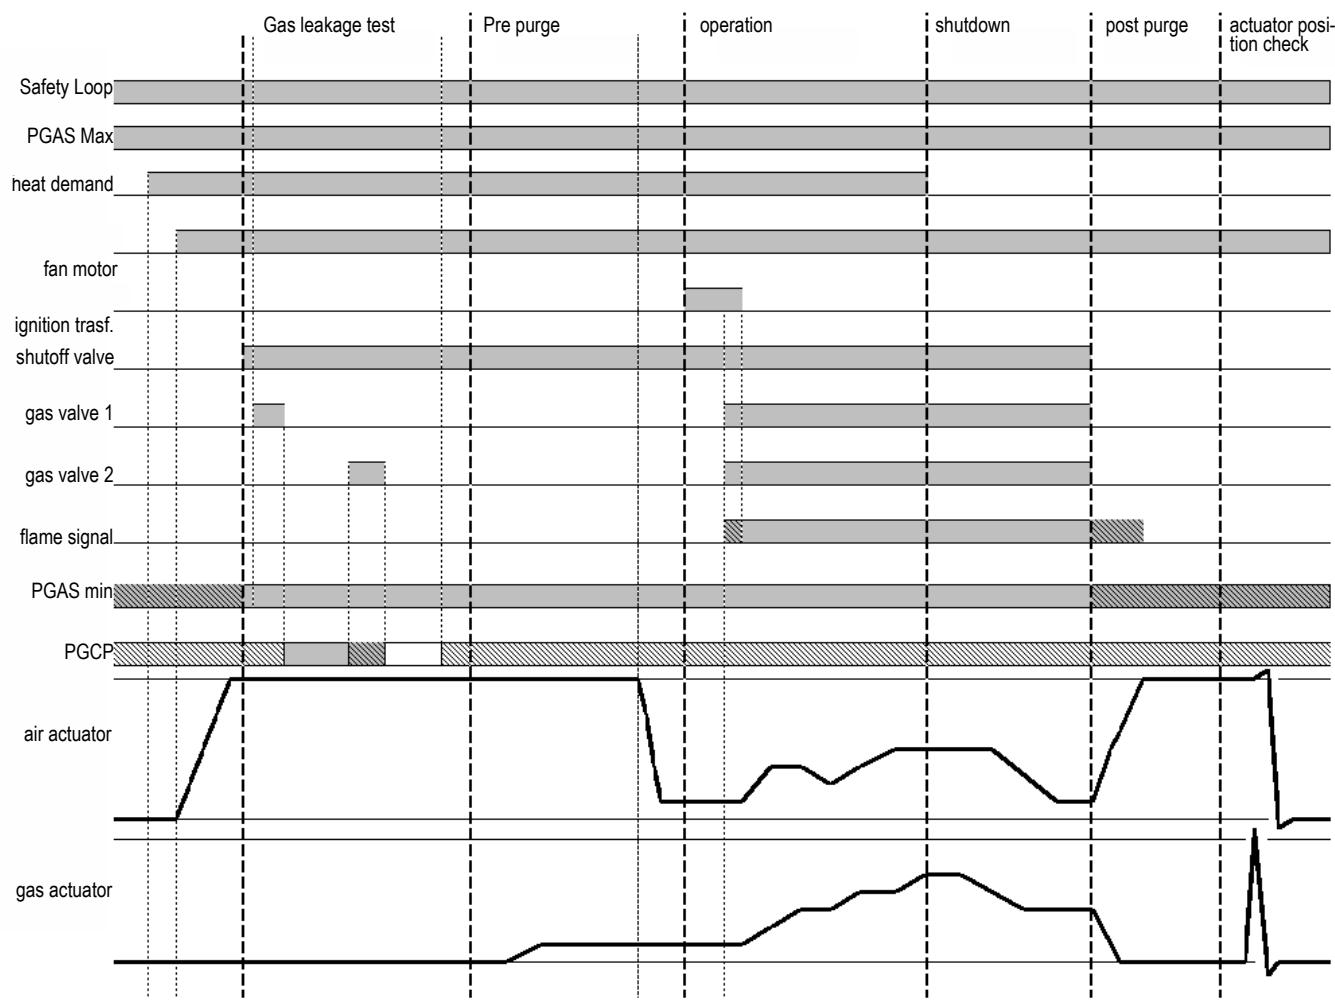 Gas leakage test
Pre purge
operation
shutdown
post purge
actuator posi-
tion check
Safety Loop
PGAS Max
heat demand
fan motor
ignition trasf.
shutoff valve
gas valve 1
gas valve 2
flame signal
PGAS min
PGCP
air actuator
gas actuator